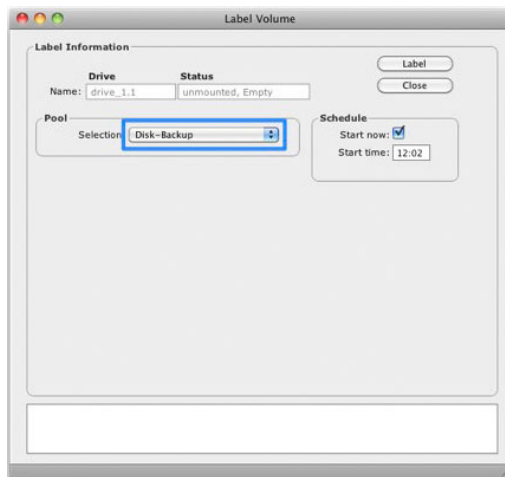 Label Volume
Label Information
Label
Close
Drive Status
Name: drive_1.1 unmounted, Empty
Pool
Selection Disk-Backup
Schedule
Start now:
Start time: 12:02